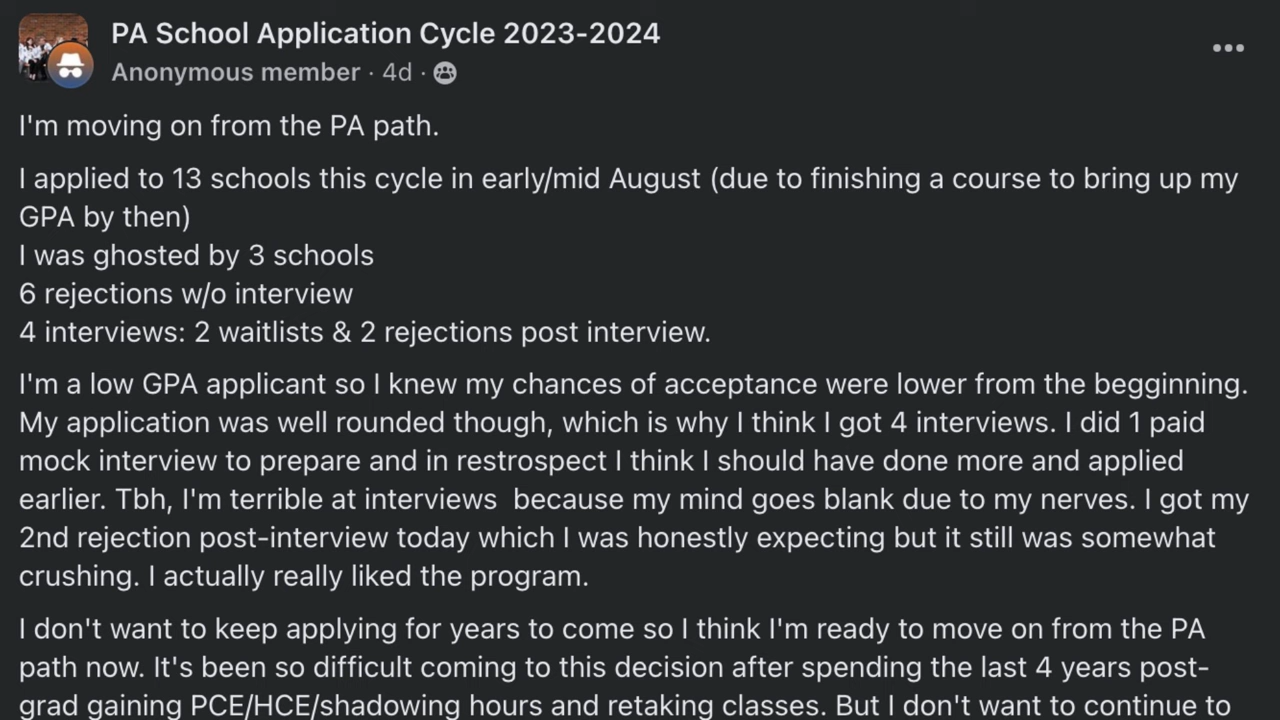 PA School Application Cycle 2023-2024
Anonymous member · 4d ·
I'm moving on from the PA path.
I applied to 13 schools this cycle in early/mid August (due to finishing a course to bring up my
GPA by then)
I was ghosted by 3 schools
6 rejections w/o interview
4 interviews: 2 waitlists & 2 rejections post interview.
I'm a low GPA applicant so I knew my chances of acceptance were lower from the begginning.
My application was well rounded though, which is why I think I got 4 interviews. I did 1 paid
mock interview to prepare and in restrospect I think I should have done more and applied
earlier. Tbh, I'm terrible at interviews  because my mind goes blank due to my nerves. I got my
2nd rejection post-interview today which I was honestly expecting but it still was somewhat
crushing. I actually really liked the program.
I don't want to keep applying for years to come so I think I'm ready to move on from the PA
path now. It's been so difficult coming to this decision after spending the last 4 years post-
grad gaining PCE/HCE/shadowing hours and retaking classes. But I don't want to continue to